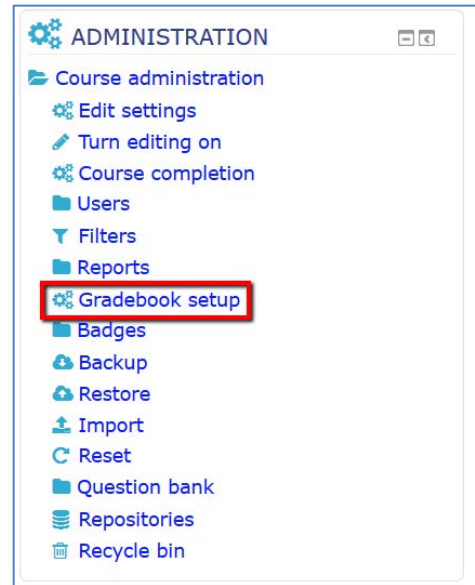 ADMINISTRATION
Course administration
Edit settings
Turn editing on
Course completion
Users
Filters
Reports
Gradebook setup
Badges
Backup
Restore
Import
Reset
Question bank
Repositories
Recycle bin